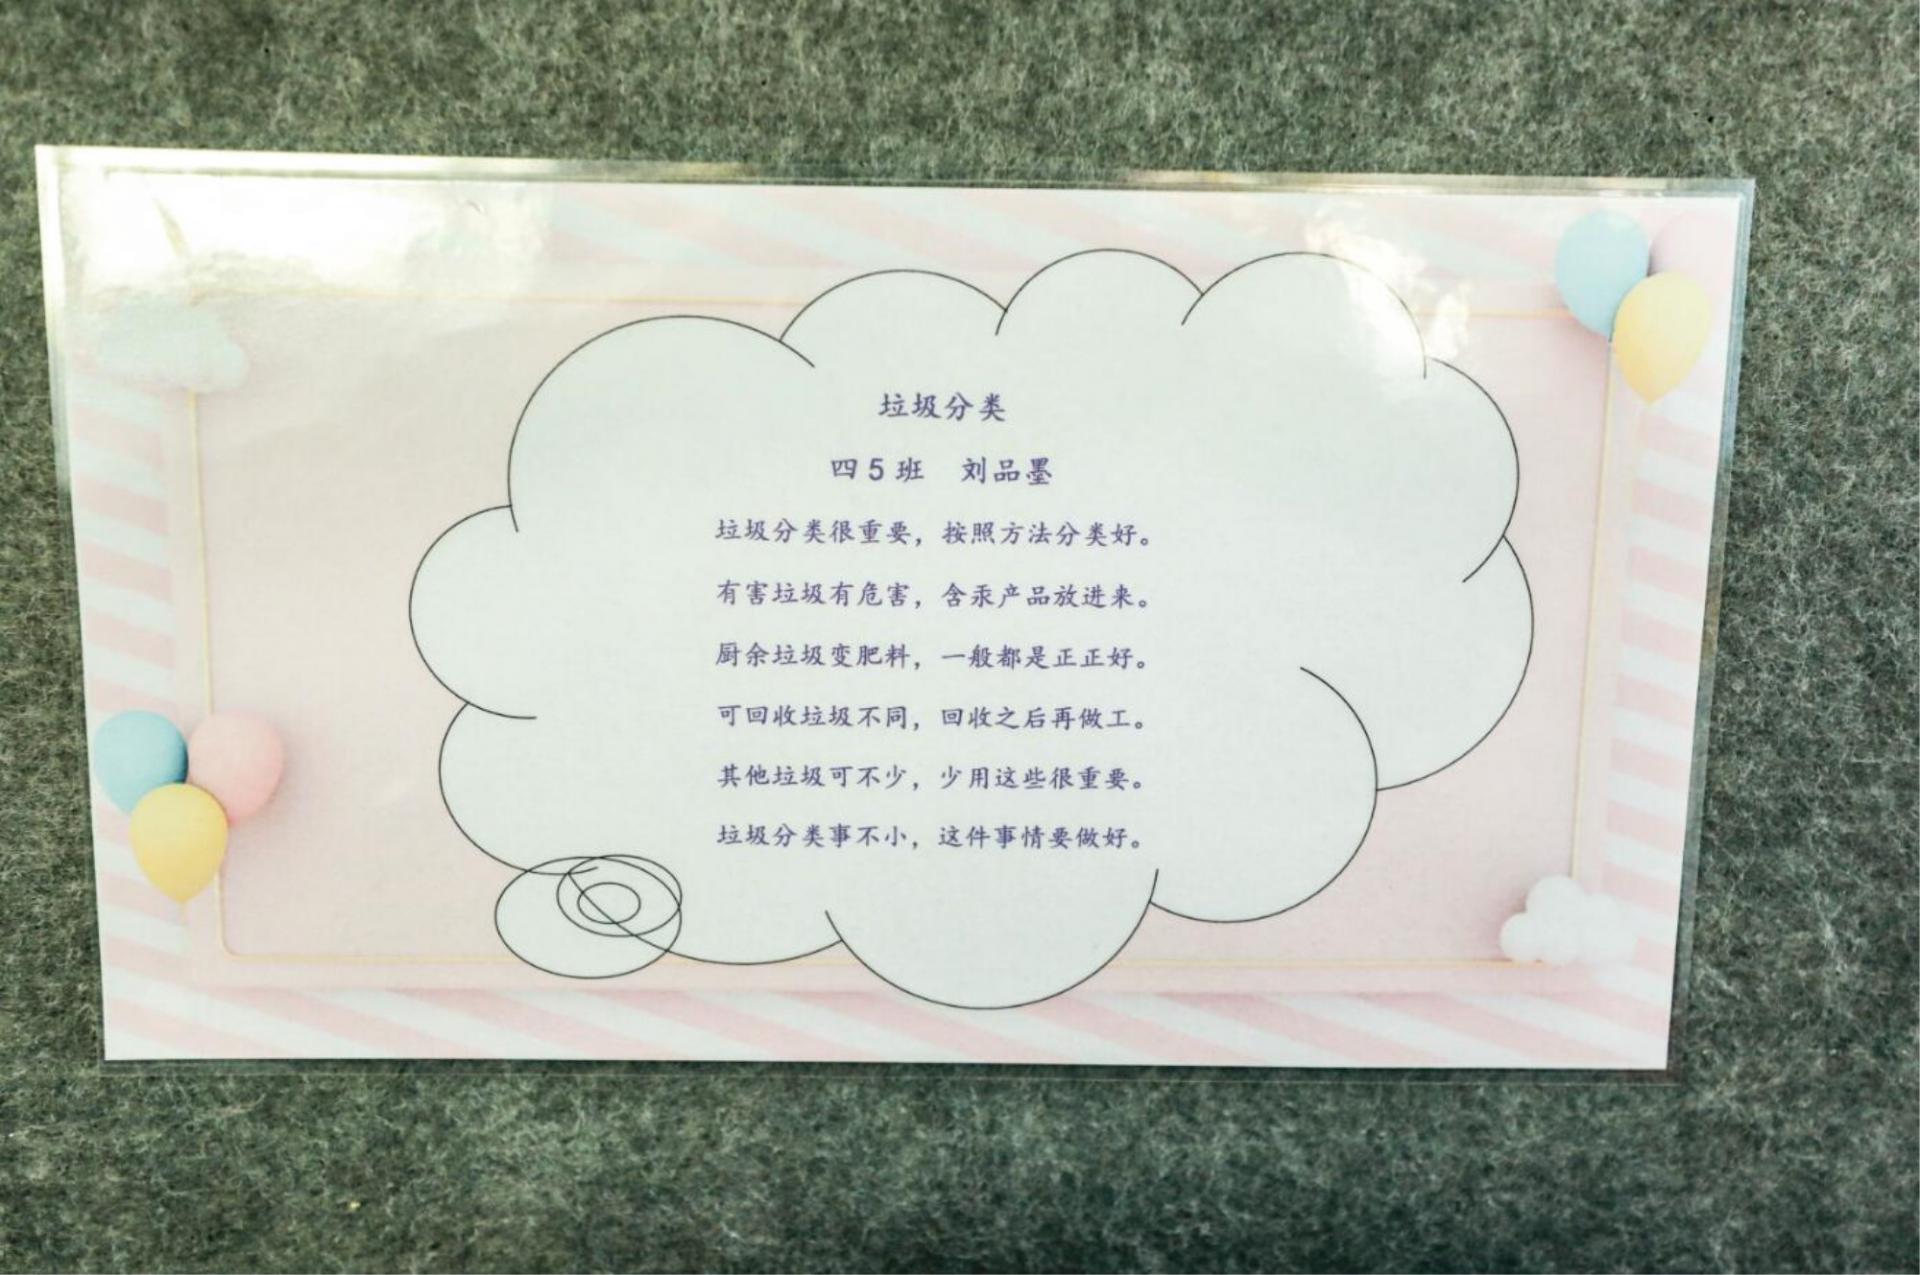 垃圾分类
四5班 刘品墨
垃圾分类很重要，按照方法分类好。
有害垃圾有危害，含汞产品放进来。
厨余垃圾变肥料，一般都是正正好。
可回收垃圾不同，回收之后再做工。
其他垃圾可不少，少用这些很重要。
垃圾分类事不小，这件事情要做好。